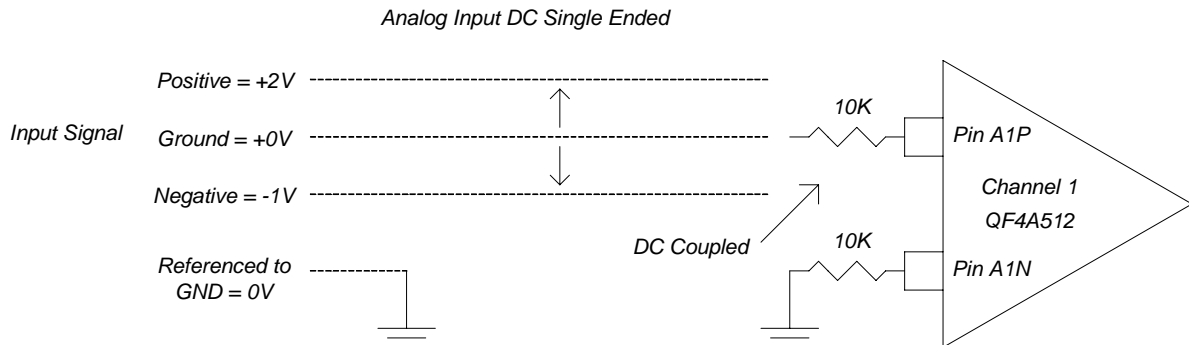 Analog Input DC Single Ended
Positive = +2V
Input Signal
Ground = +0V
Negative = -1V
Referenced to
GND = 0V
DC Coupled
10K
10K
Pin A1P
Channel 1
QF4A512
Pin A1N